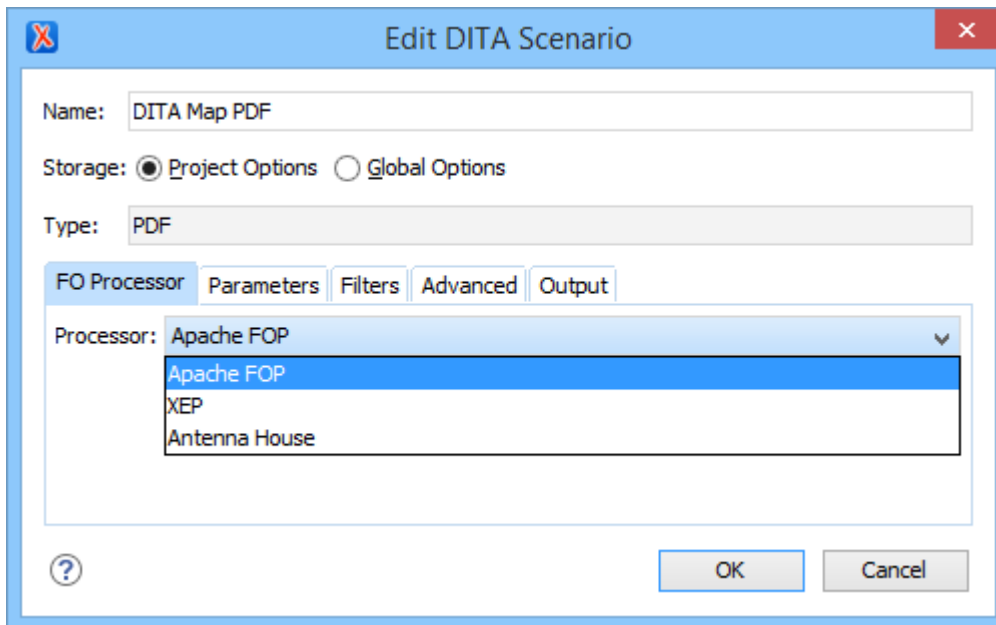 Edit DITA Scenario
Name: DITA Map PDF
Storage: Project Options Global Options
Type: PDF
FO Processor Parameters Filters Advanced Output
Processor: Apache FOP
Apache FOP
XEP
Antenna House
? OK Cancel